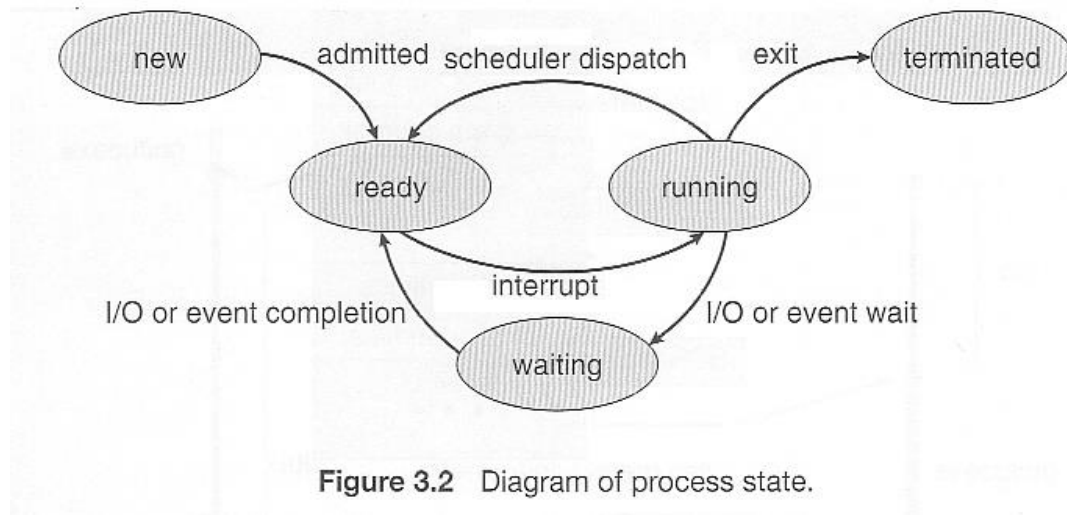 new
admitted
scheduler dispatch
exit
terminated
ready
running
interrupt
I/O or event completion
I/O or event wait
waiting
Figure 3.2 Diagram of process state.